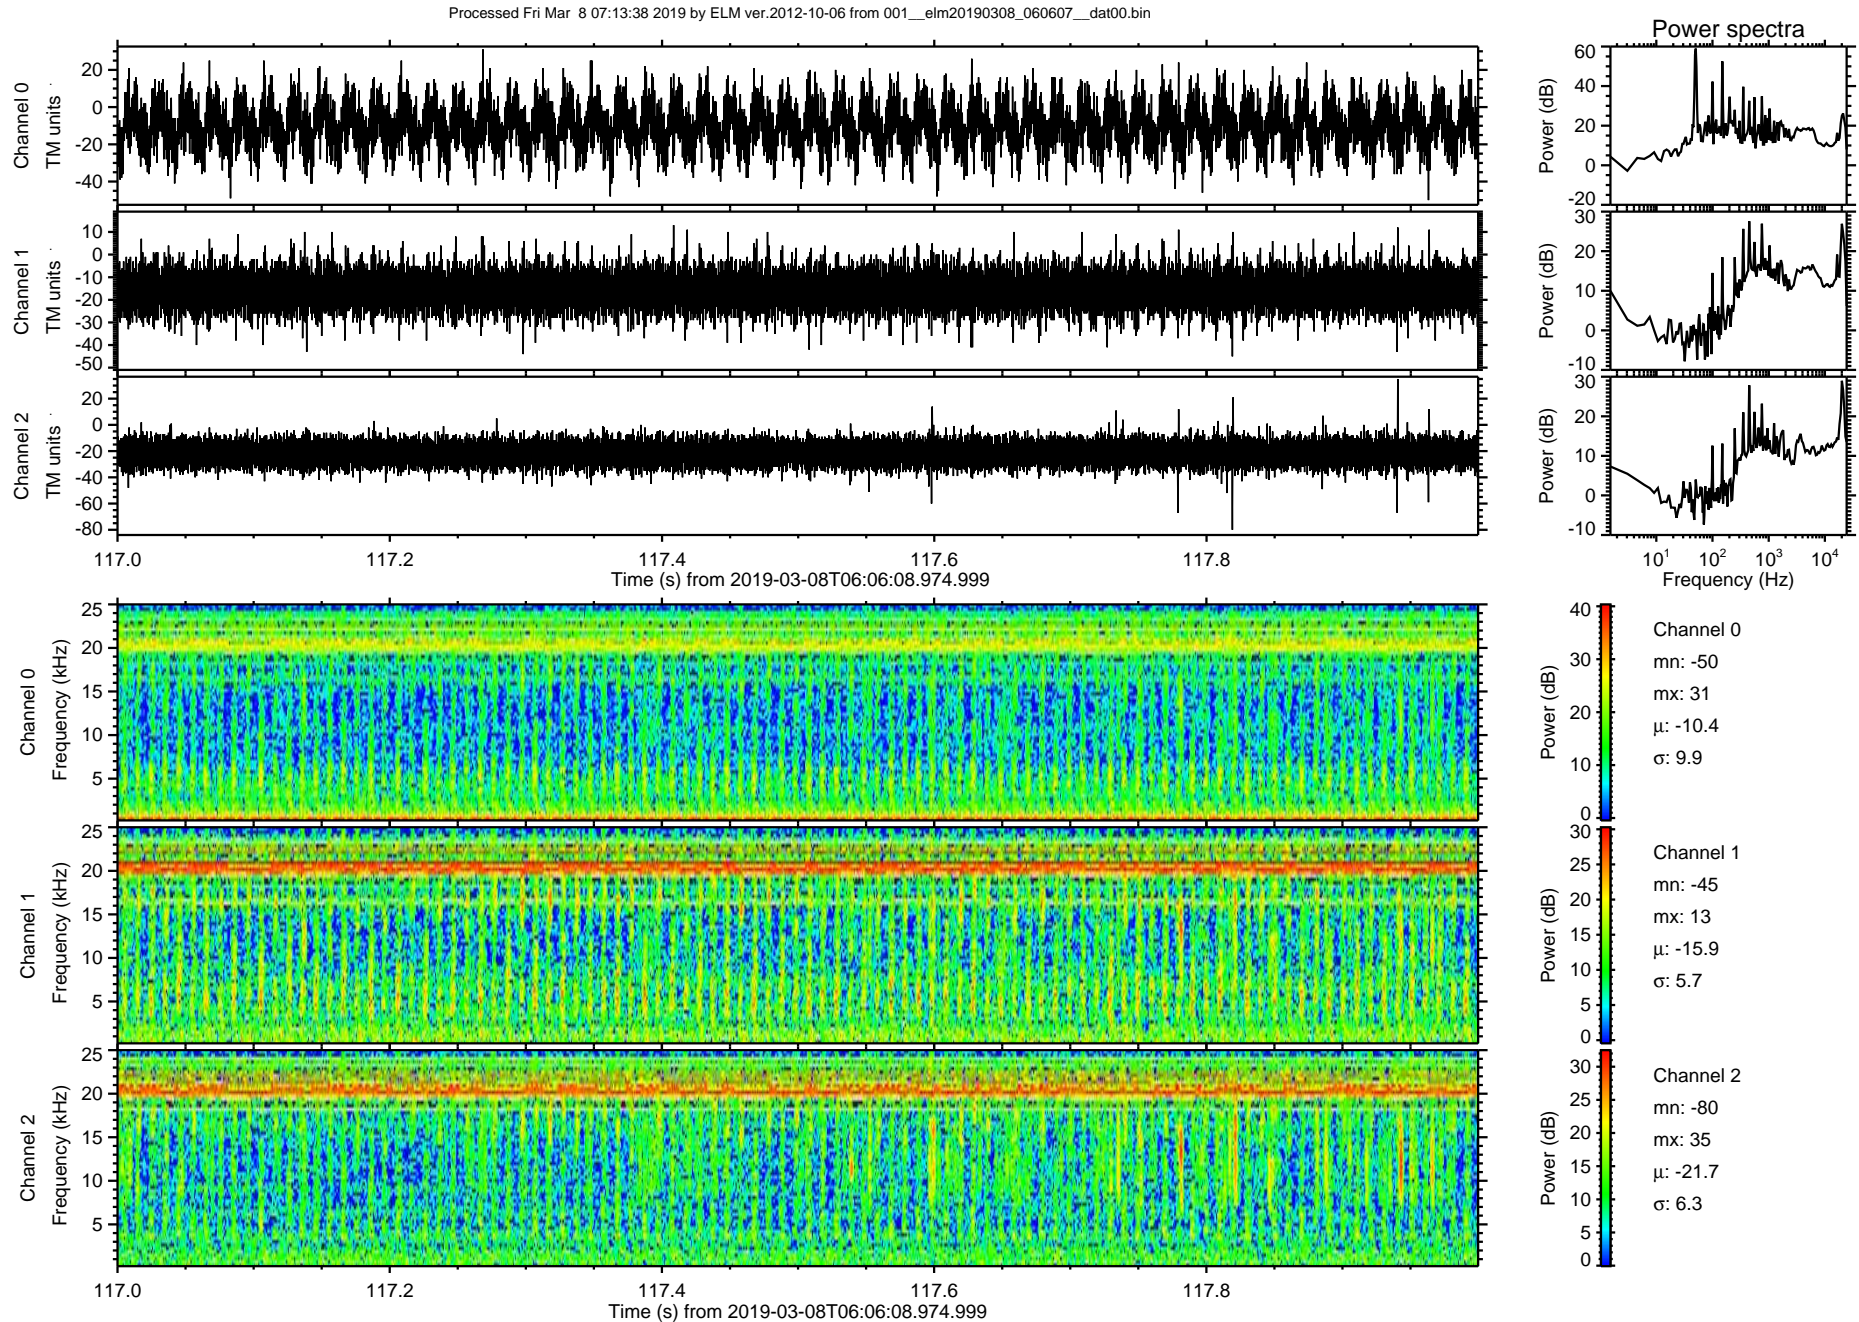 Processed Fri Mar  8 07:13:38 2019 by ELM ver.2012-10-06 from 001__elm20190308_060607__dat00.bin
Power spectra
Channel 0
TM units
20
0
-20
-40
Power (dB)
60
40
20
0
-20
Channel 1
TM units
10
0
-10
-20
-30
-40
-50
Power (dB)
30
20
10
0
-10
Channel 2
TM units
20
0
-20
-40
-60
-80
Power (dB)
30
20
10
0
-10
117.0 117.2 117.4 117.6 117.8
Time (s) from 2019-03-08T06:06:08.974.999
10^1 10^2 10^3 10^4
Frequency (Hz)
Channel 0
Frequency (kHz)
25
20
15
10
5
Power (dB)
40
30
20
10
0
Channel 0
mn: -50
mx: 31
μ: -10.4
σ: 9.9
Channel 1
Frequency (kHz)
25
20
15
10
5
Power (dB)
30
25
20
15
10
5
0
Channel 1
mn: -45
mx: 13
μ: -15.9
σ: 5.7
Channel 2
Frequency (kHz)
25
20
15
10
5
Power (dB)
30
25
20
15
10
5
0
Channel 2
mn: -80
mx: 35
μ: -21.7
σ: 6.3
117.0 117.2 117.4 117.6 117.8
Time (s) from 2019-03-08T06:06:08.974.999